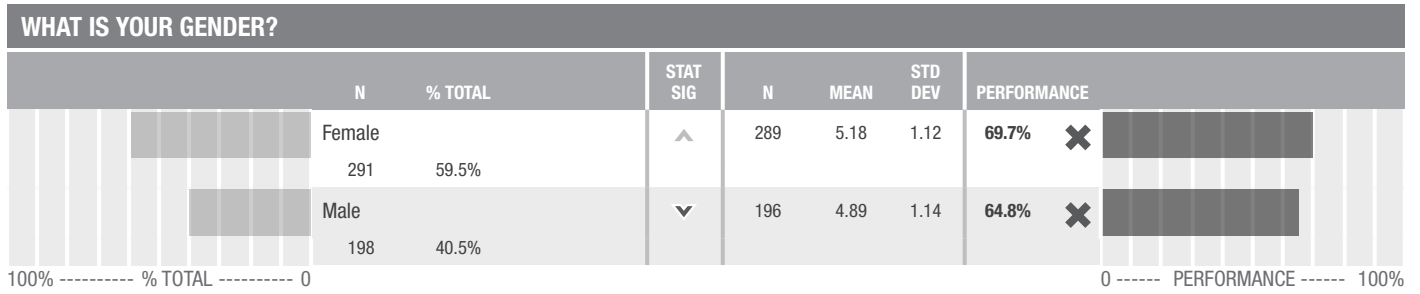 WHAT IS YOUR GENDER?
N % TOTAL STAT SIG N MEAN STD DEV PERFORMANCE
Female 289 5.18 1.12 69.7%
291 59.5%
Male 196 4.89 1.14 64.8%
198 40.5%
100% ---------- % TOTAL ---------- 0 0 ------ PERFORMANCE ------ 100%